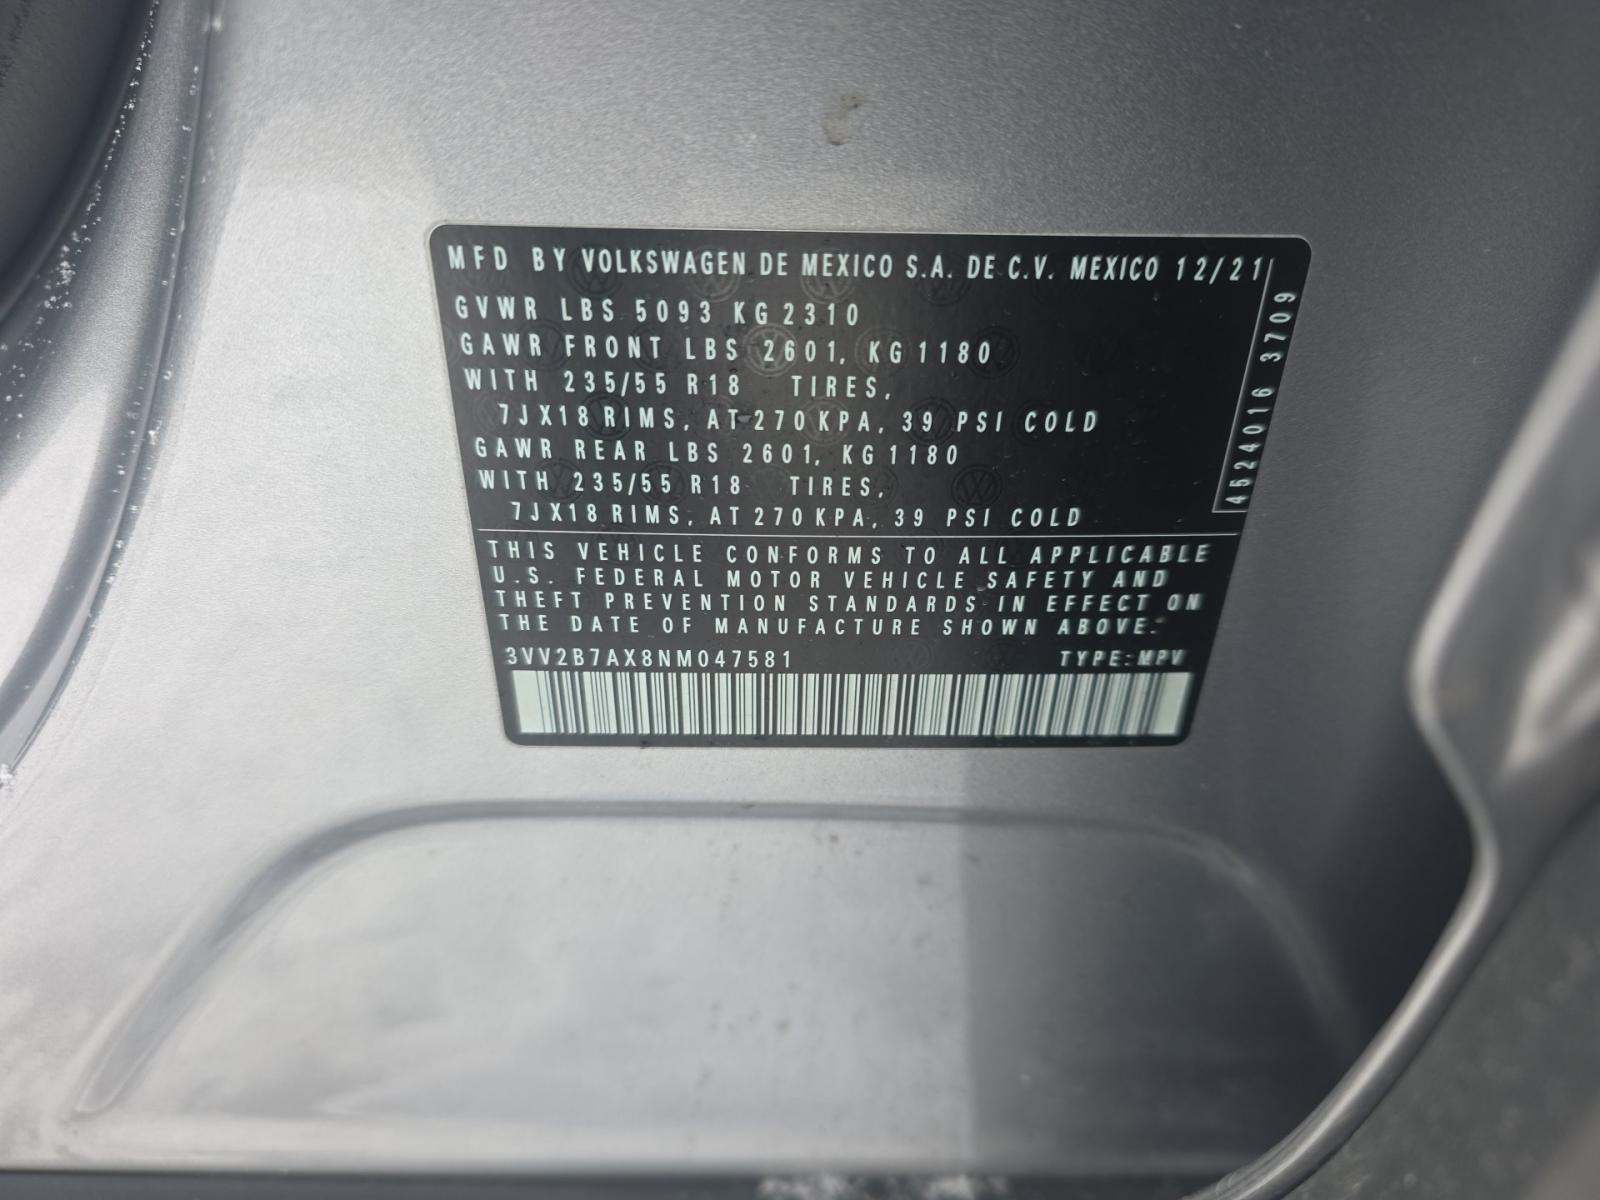 MFD BY VOLKSWAGEN DE MEXICO S.A. DE C.V. MEXICO 12/21
GVWR LBS 5093 KG 2310
GAWR FRONT LBS 2601, KG 1180
WITH 235/55 R18 TIRES,
7JX18 RIMS, AT 270 KPA, 39 PSI COLD
GAWR REAR LBS 2601, KG 1180
WITH 235/55 R18 TIRES,
7JX18 RIMS, AT 270 KPA, 39 PSI COLD
4524016 3709
THIS VEHICLE CONFORMS TO ALL APPLICABLE
U.S. FEDERAL MOTOR VEHICLE SAFETY AND
THEFT PREVENTION STANDARDS IN EFFECT ON
THE DATE OF MANUFACTURE SHOWN ABOVE.
3VV2B7AX8NM047581 TYPE:MPV